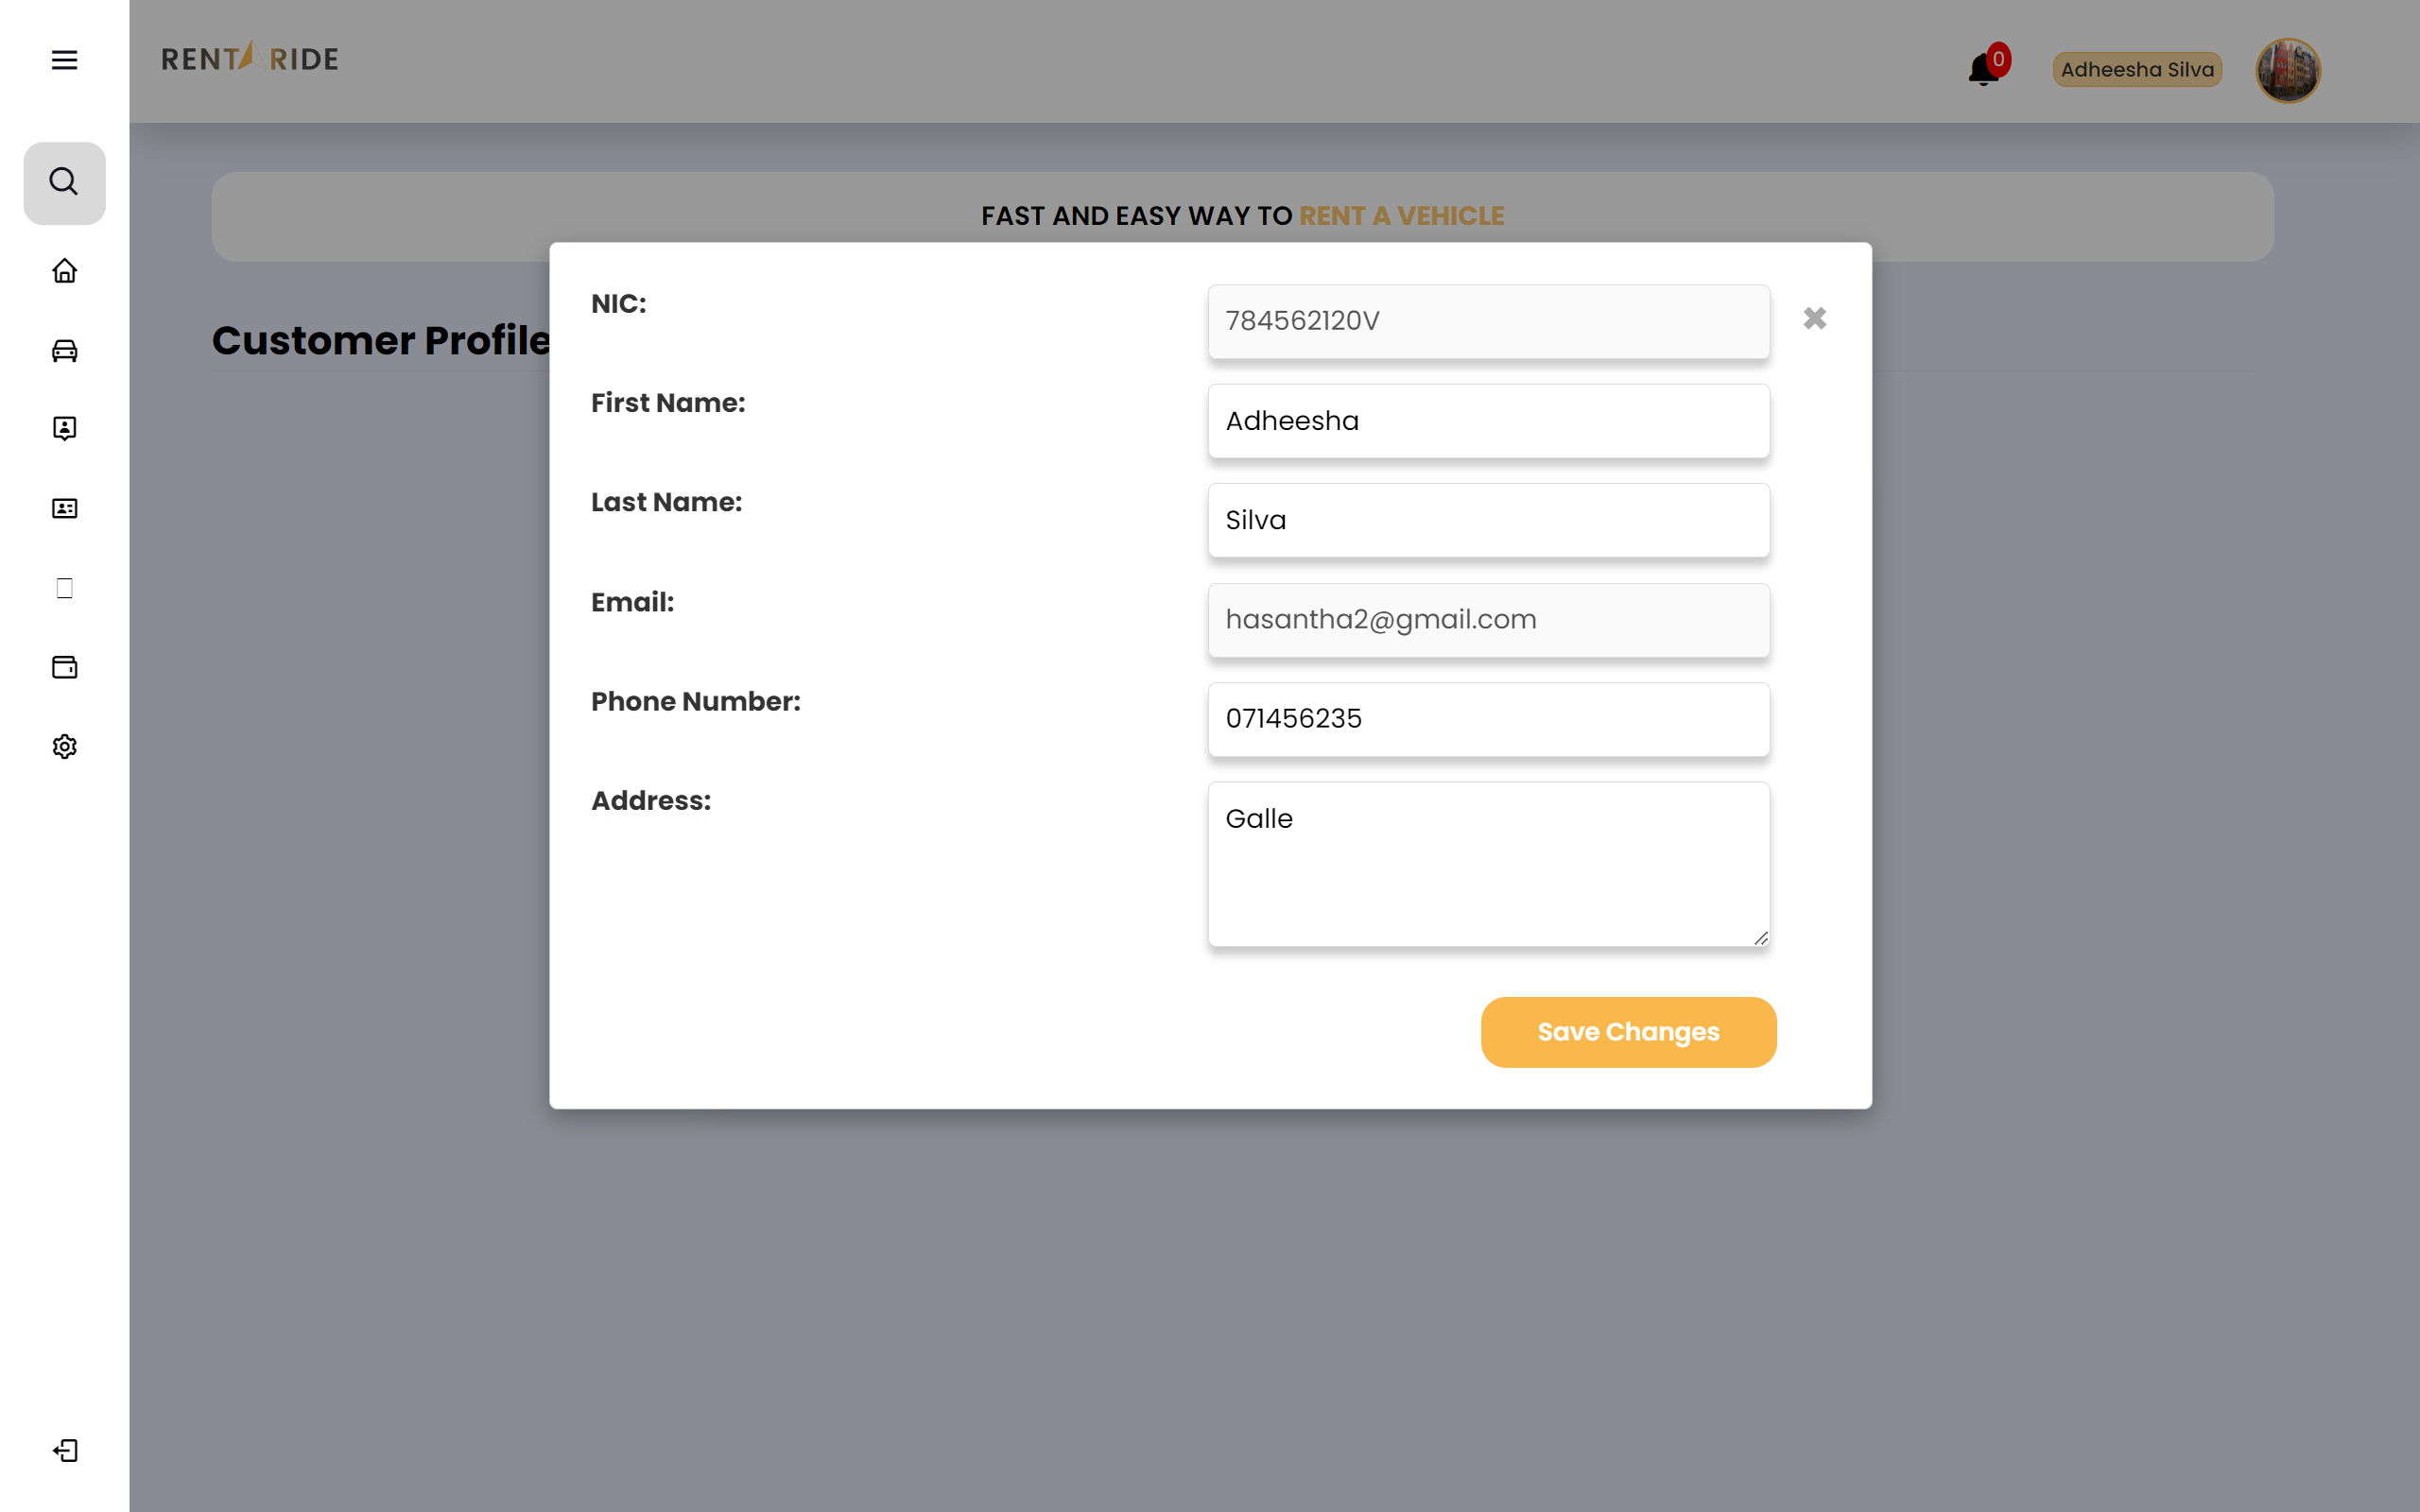 RENT RIDE
0
Adheesha Silva
FAST AND EASY WAY TO RENT A VEHICLE
Customer Profile
NIC: 784562120V
First Name: Adheesha
Last Name: Silva
Email: hasantha2@gmail.com
Phone Number: 071456235
Address: Galle
Save Changes